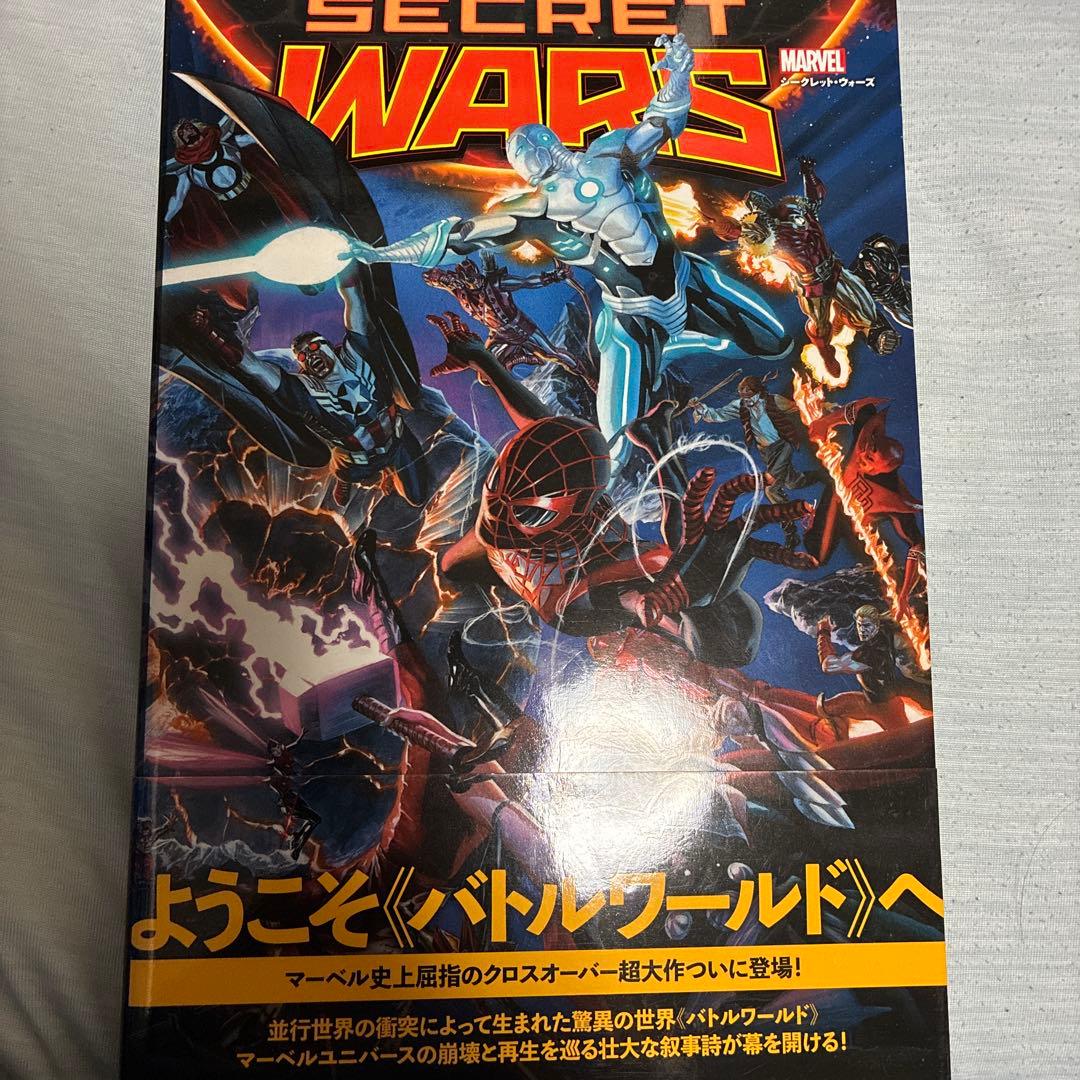 SECRET
WARS
MARVEL
シークレット・ウォーズ
ようこそ《バトルワールド》へ
マーベル史上屈指のクロスオーバー超大作ついに登場!
並行世界の衝突によって生まれた驚異の世界《バトルワールド》
マーベルユニバースの崩壊と再生を巡る壮大な叙事詩が幕を開ける!